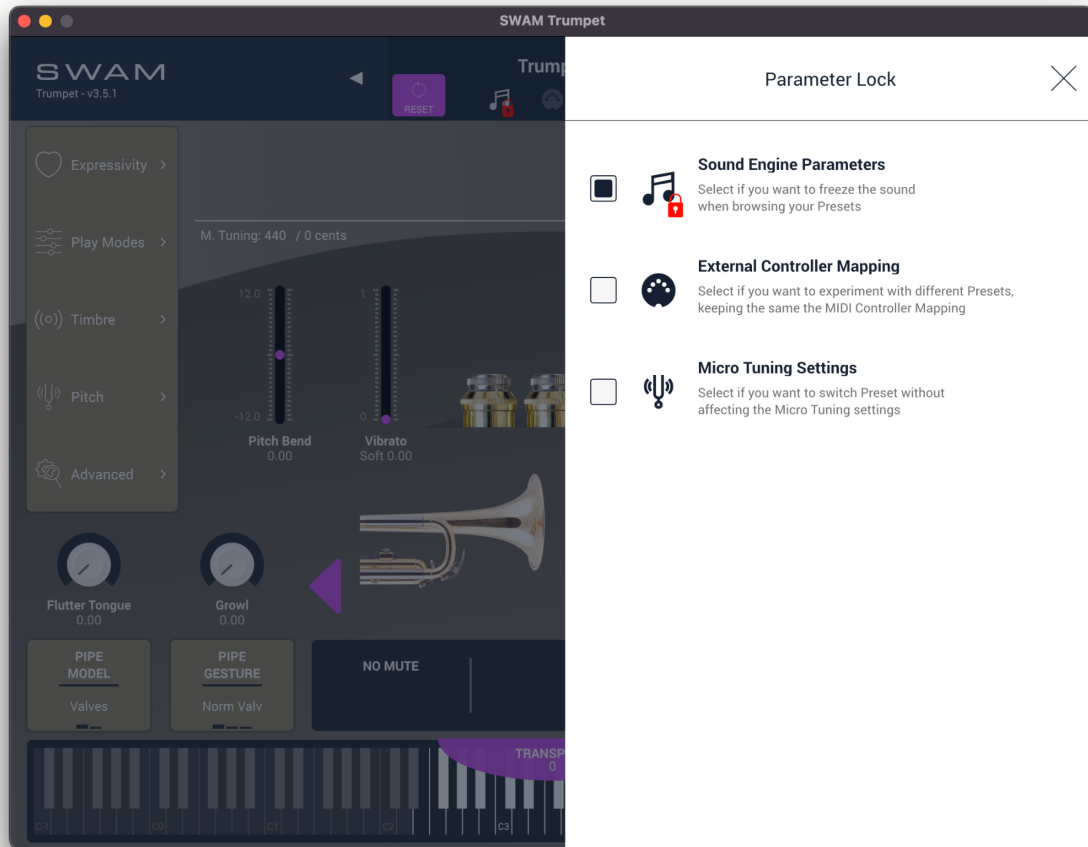 SWAM Trumpet
SWAM
Trumpet - v3.5.1
RESET
Expressivity
Play Modes
Timbre
Pitch
Advanced
M. Tuning: 440 / 0 cents
12.0
-12.0
Pitch Bend
0.00
1
0
Vibrato
Soft 0.00
Flutter Tongue
0.00
Growl
0.00
PIPE
MODEL
Valves
PIPE
GESTURE
Norm Valv
NO MUTE
0
C-1
C0
C1
C2
C3
Parameter Lock
Sound Engine Parameters
Select if you want to freeze the sound
when browsing your Presets
External Controller Mapping
Select if you want to experiment with different Presets,
keeping the same the MIDI Controller Mapping
Micro Tuning Settings
Select if you want to switch Preset without
affecting the Micro Tuning settings